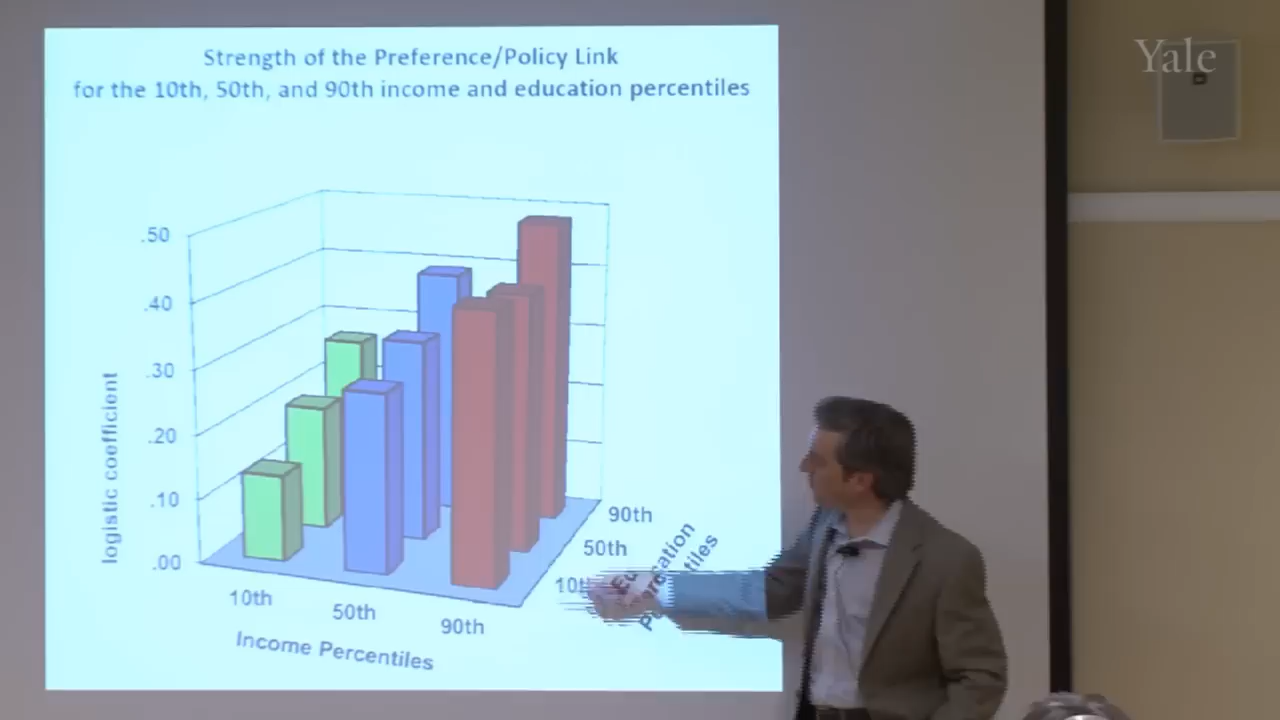 Strength of the Preference/Policy Link
for the 10th, 50th, and 90th income and education percentiles
Yale
.50
.40
.30
.20
.10
.00
logistic coefficient
10th
50th
90th
Income Percentiles
90th
50th